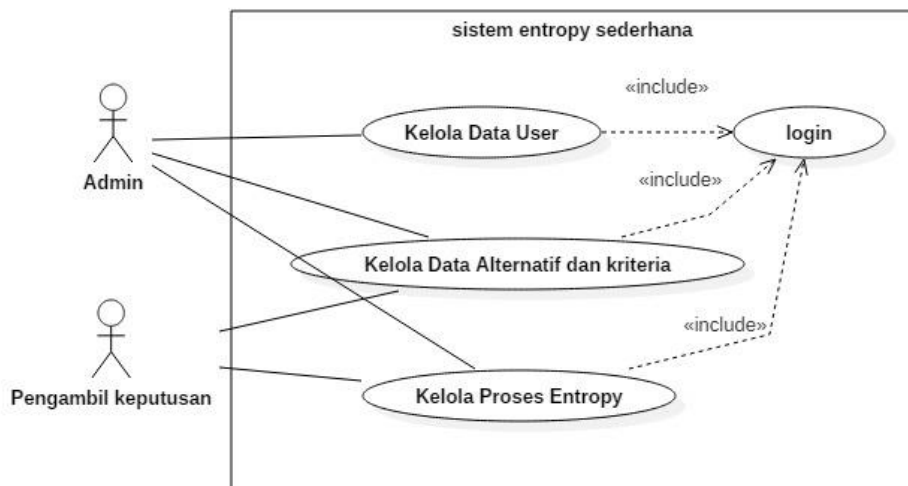 sistem entropy sederhana
«include»
Kelola Data User
login
Admin
«include»
Kelola Data Alternatif dan kriteria
«include»
Pengambil keputusan
Kelola Proses Entropy